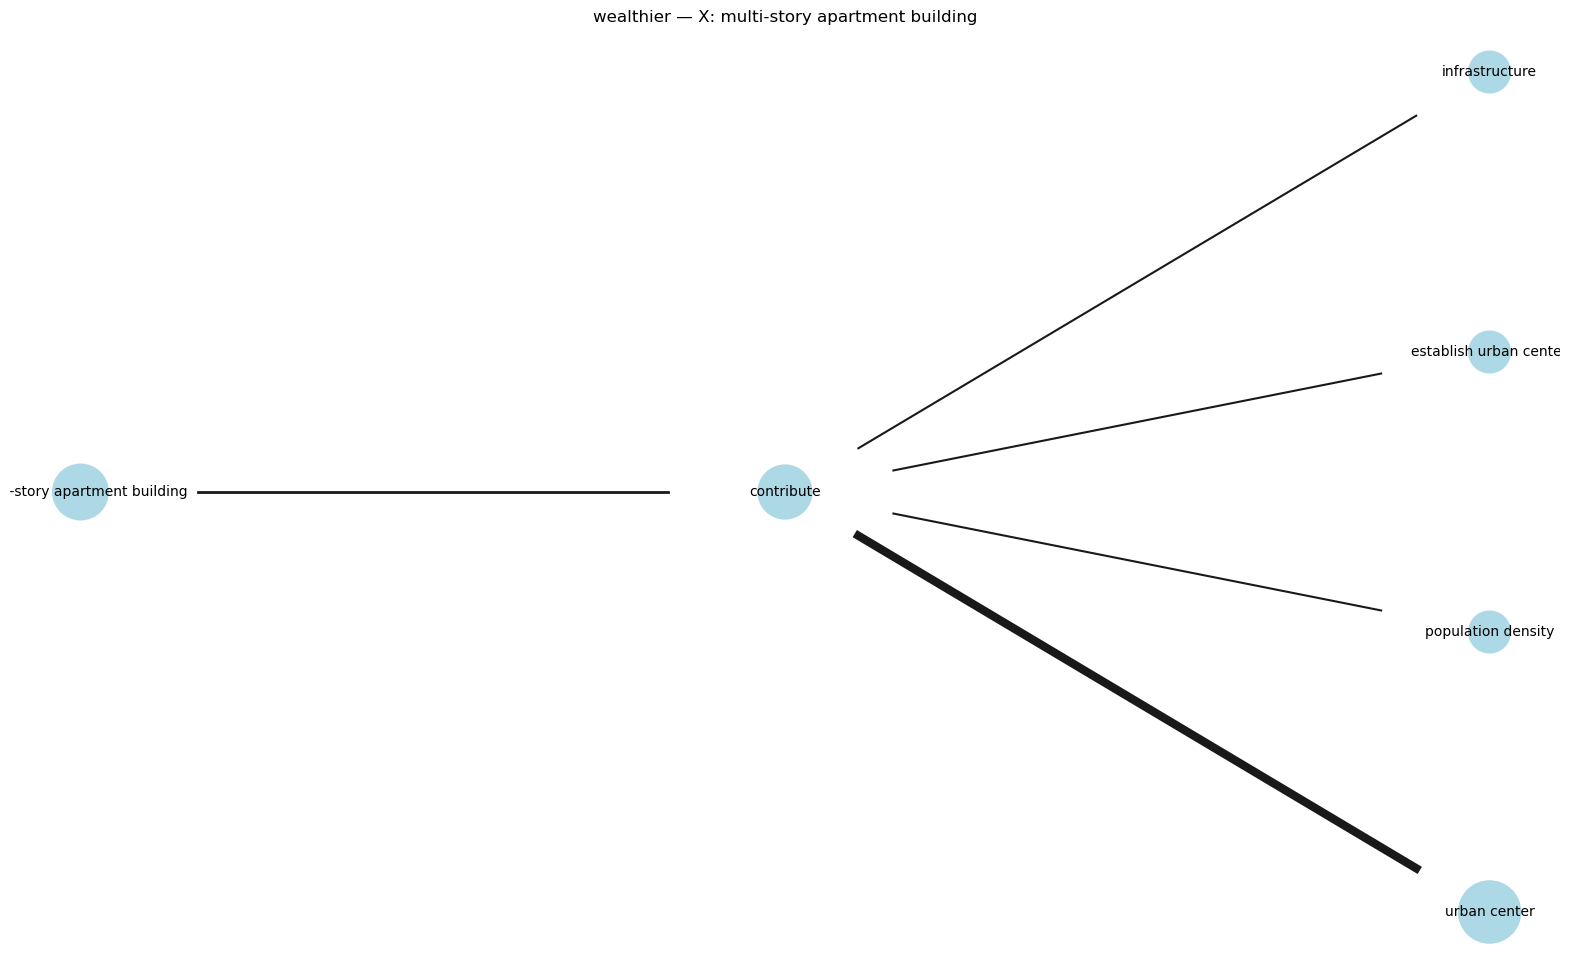 wealthier — X: multi-story apartment building
infrastructure
establish urban cente
-story apartment building
contribute
population density
urban center